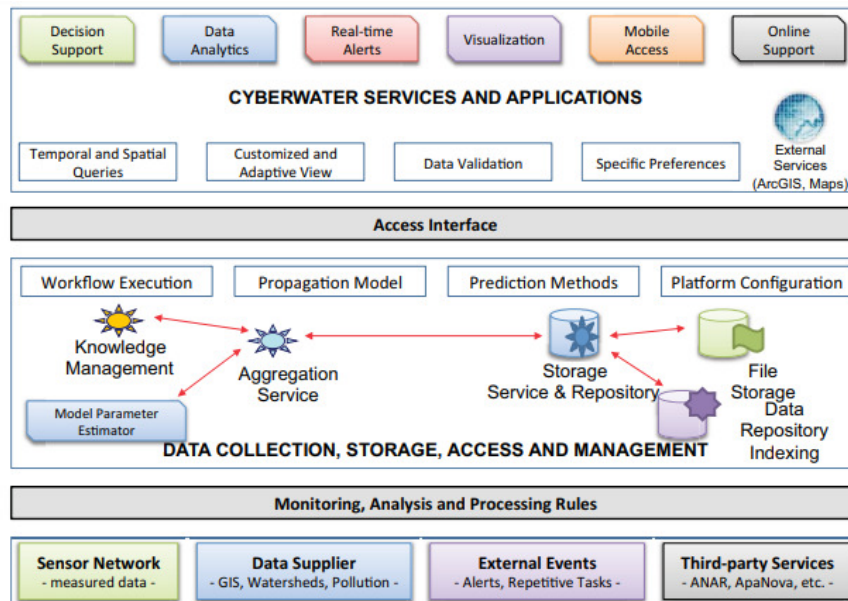 Decision
Support
Data
Analytics
Real-time
Alerts
Visualization
Mobile
Access
Online
Support
CYBERWATER SERVICES AND APPLICATIONS
Temporal and Spatial
Queries
Customized and
Adaptive View
Data Validation
Specific Preferences
External
Services
(ArcGIS, Maps)
Access Interface
Workflow Execution
Propagation Model
Prediction Methods
Platform Configuration
Knowledge
Management
Aggregation
Service
Storage
Service & Repository
File
Storage
Data
Repository
Indexing
Model Parameter
Estimator
DATA COLLECTION, STORAGE, ACCESS AND MANAGEMENT
Monitoring, Analysis and Processing Rules
Sensor Network
- measured data -
Data Supplier
- GIS, Watersheds, Pollution -
External Events
- Alerts, Repetitive Tasks -
Third-party Services
- ANAR, ApaNova, etc. -